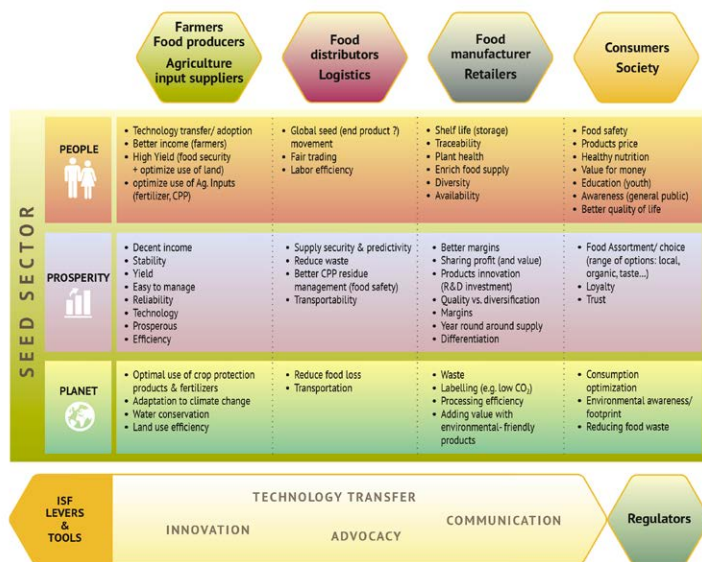 Farmers
Food producers
Agriculture
input suppliers
Food
distributors
Logistics
Food
manufacturer
Retailers
Consumers
Society
SEED SECTOR
PEOPLE
• Technology transfer/ adoption
• Better income (farmers)
• High Yield (food security
+ optimize use of land)
• optimize use of Ag. Inputs
(fertilizer, CPP)
• Global seed (end product ?)
movement
• Fair trading
• Labor efficiency
• Shelf life (storage)
• Traceability
• Plant health
• Enrich food supply
• Diversity
• Availability
• Food safety
• Products price
• Healthy nutrition
• Value for money
• Education (youth)
• Awareness (general public)
• Better quality of life
PROSPERITY
• Decent income
• Stability
• Yield
• Easy to manage
• Reliability
• Technology
• Prosperous
• Efficiency
• Supply security & predictivity
• Reduce waste
• Better CPP residue
management (food safety)
• Transportability
• Better margins
• Sharing profit (and value)
• Products innovation
(R&D investment)
• Quality vs. diversification
• Margins
• Year round around supply
• Differentiation
• Food Assortment/ choice
(range of options: local,
organic, taste...)
• Loyalty
• Trust
PLANET
• Optimal use of crop protection
products & fertilizers
• Adaptation to climate change
• Water conservation
• Land use efficiency
• Reduce food loss
• Transportation
• Waste
• Labelling (e.g. low CO₂)
• Processing efficiency
• Adding value with
environmental- friendly
products
• Consumption
optimization
• Environmental awareness/
footprint
• Reducing food waste
ISF
LEVERS
&
TOOLS
TECHNOLOGY TRANSFER
INNOVATION
ADVOCACY
COMMUNICATION
Regulators